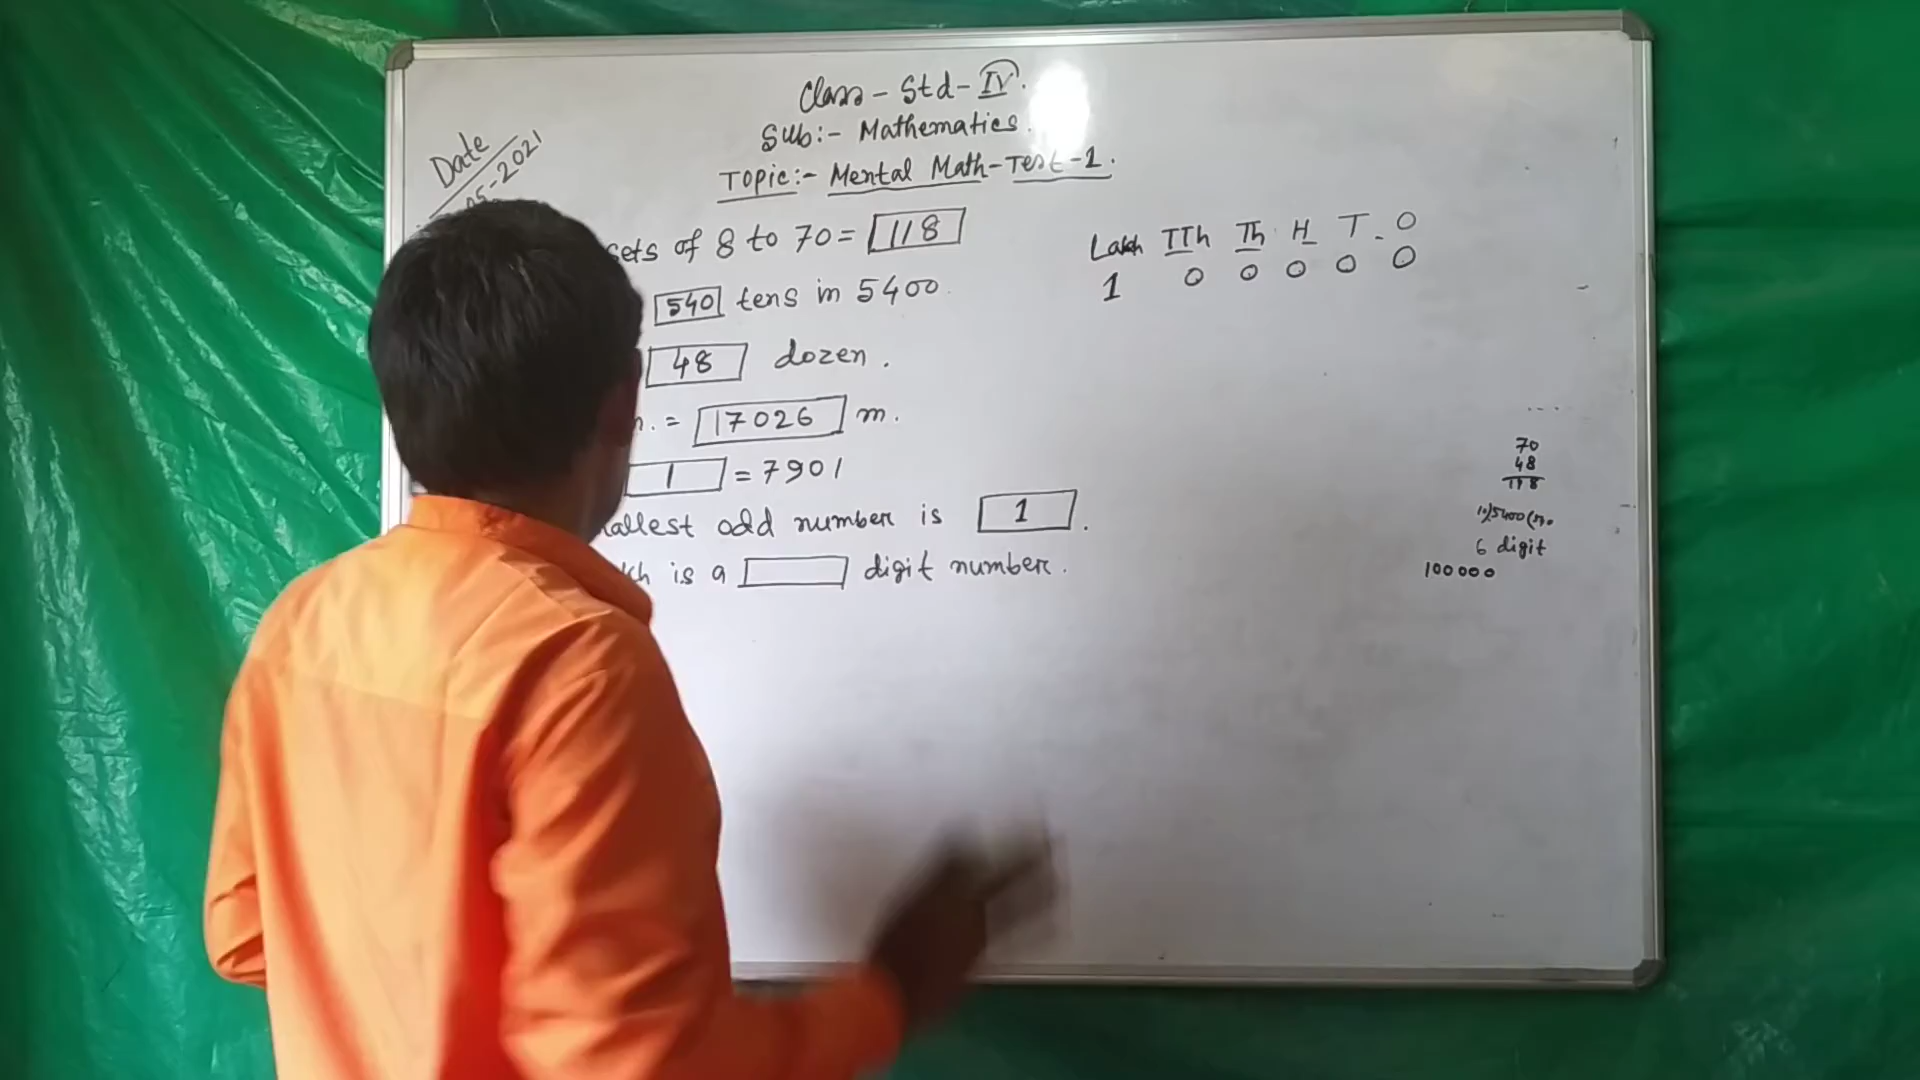 Class - Std - IV.
Sub:- Mathematics.
Topic:- Mental Math-Test-1.
Date
05-2021
sets of 8 to 70 = 118
540 tens in 5400
48 dozen.
= 17026 m.
1 = 7901
allest odd number is 1.
kh is a digit number.
Lakh TTh Th H T O
1 0 0 0 0 0
70
48
118
10)5400(540
6 digit
100000